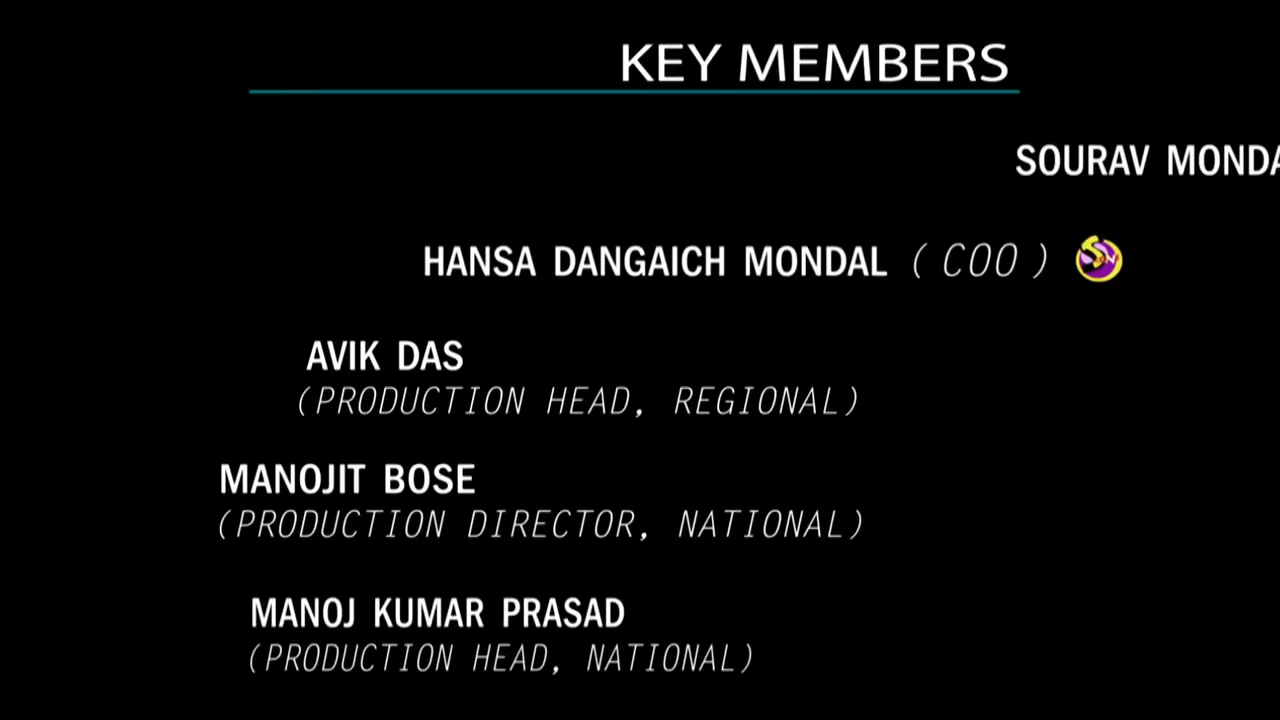 KEY MEMBERS
SOURAV
HANSA DANGAICH MONDAL (COO)
AVIK DAS
(PRODUCTION HEAD, REGIONAL)
MANOJIT BOSE
(PRODUCTION DIRECTOR, NATIONAL)
MANOJ KUMAR PRASAD
(PRODUCTION HEAD, NATIONAL)